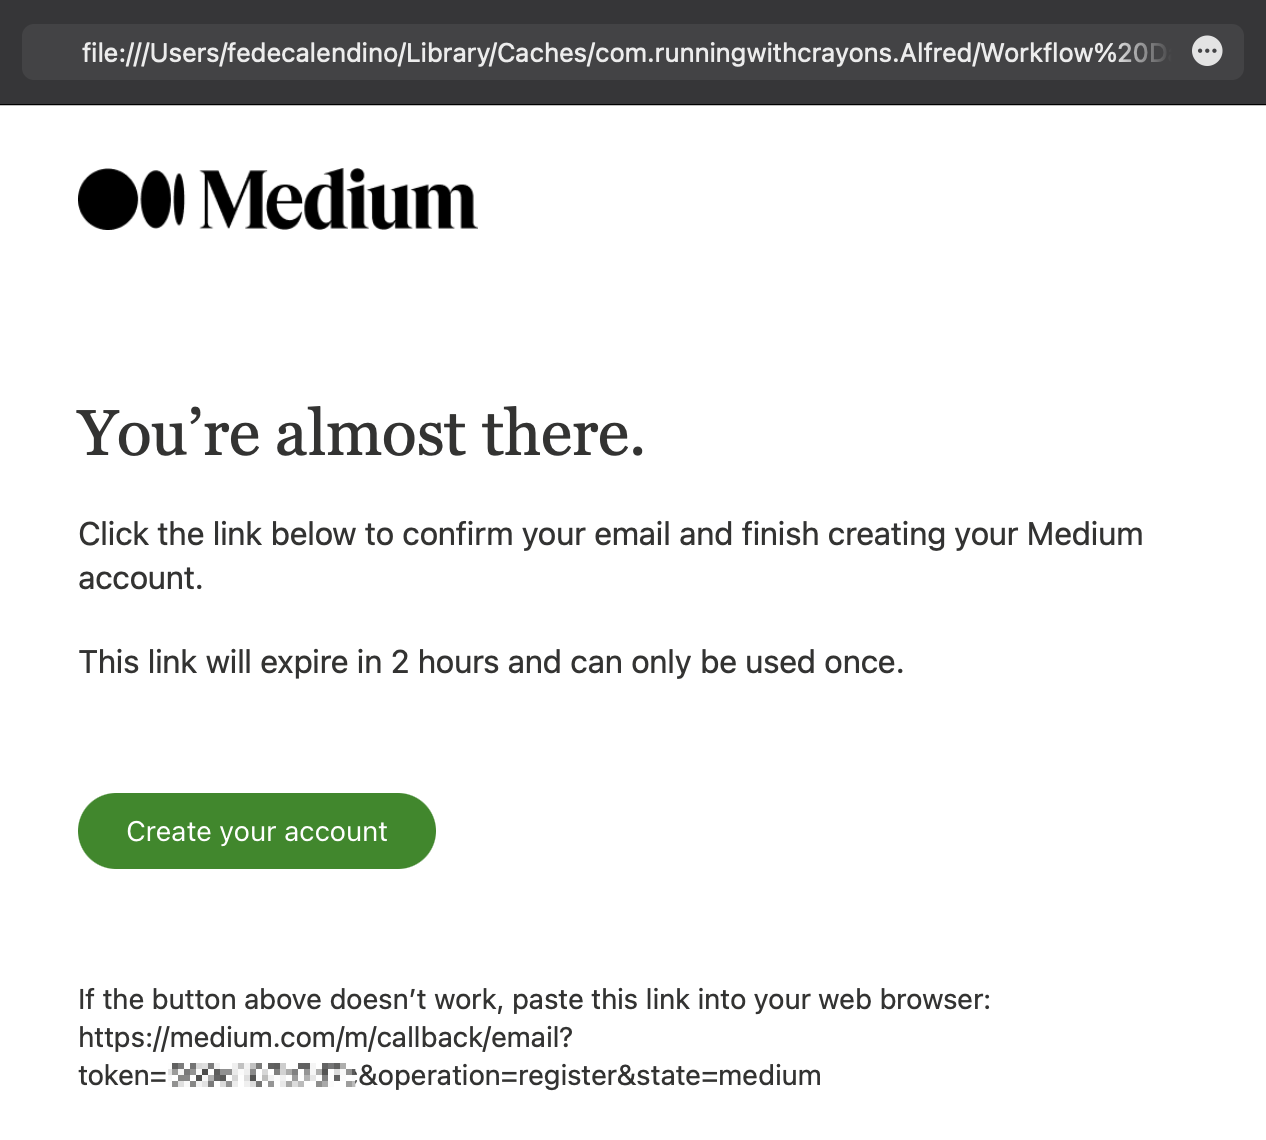 file:///Users/fedecalendino/Library/Caches/com.runningwithcrayons.Alfred/Workflow%20D
Medium
You’re almost there.
Click the link below to confirm your email and finish creating your Medium
account.
This link will expire in 2 hours and can only be used once.
Create your account
If the button above doesn’t work, paste this link into your web browser:
https://medium.com/m/callback/email?
token=&operation=register&state=medium